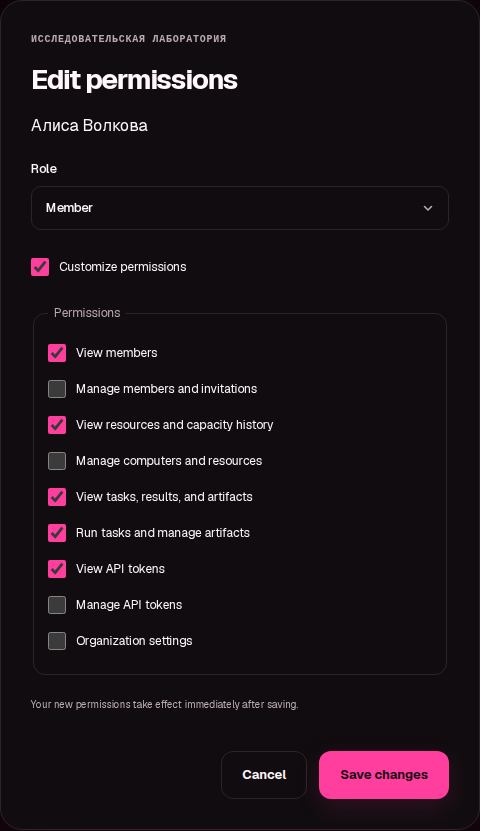 ИССЛЕДОВАТЕЛЬСКАЯ ЛАБОРАТОРИЯ
Edit permissions
Алиса Волкова
Role
Member
Customize permissions
Permissions
View members
Manage members and invitations
View resources and capacity history
Manage computers and resources
View tasks, results, and artifacts
Run tasks and manage artifacts
View API tokens
Manage API tokens
Organization settings
Your new permissions take effect immediately after saving.
Cancel
Save changes